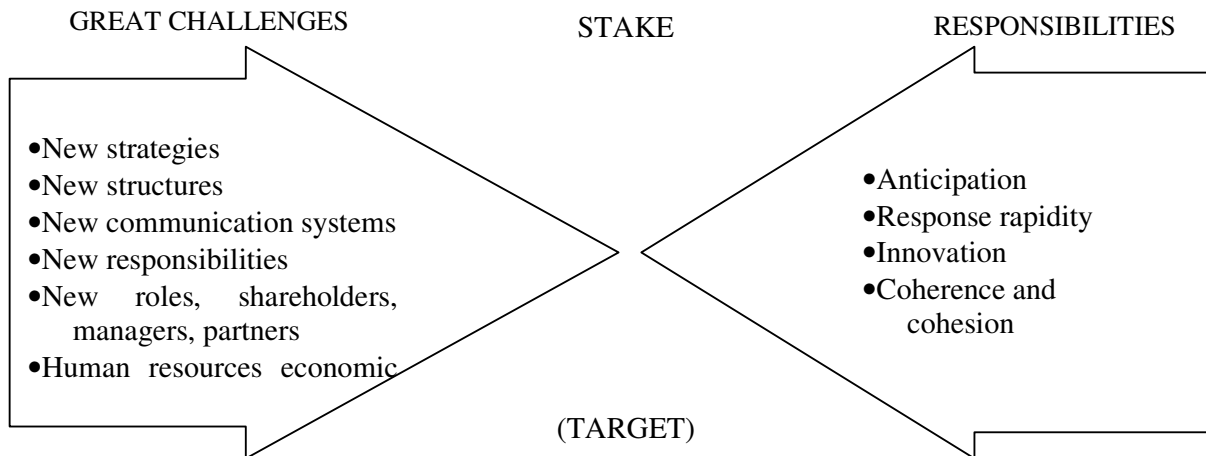 GREAT CHALLENGES
STAKE
RESPONSIBILITIES
•New strategies
•New structures
•New communication systems
•New responsibilities
•New roles, shareholders,
managers, partners
•Human resources economic
•Anticipation
•Response rapidity
•Innovation
•Coherence and
cohesion
(TARGET)